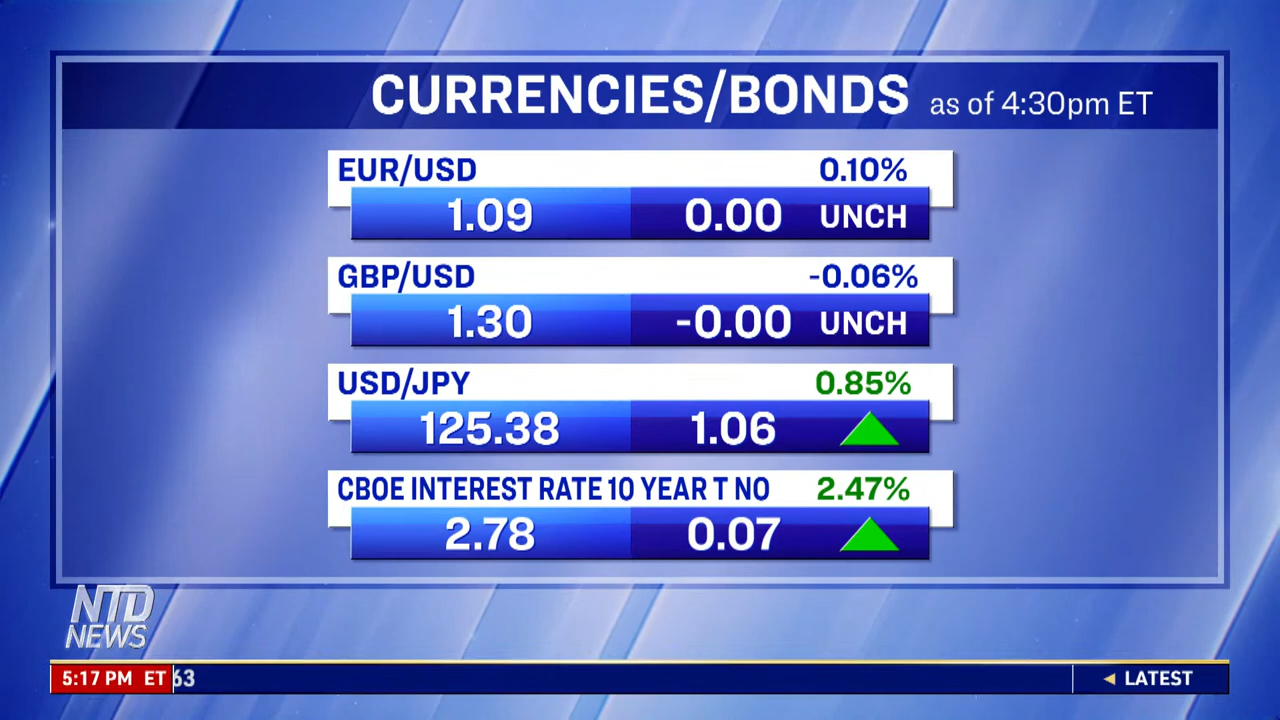 CURRENCIES/BONDS as of 4:30pm ET
EUR/USD 0.10%
1.09 0.00 UNCH
GBP/USD -0.06%
1.30 -0.00 UNCH
USD/JPY 0.85%
125.38 1.06
CBOE INTEREST RATE 10 YEAR T NO 2.47%
2.78 0.07
NTD
NEWS
5:17 PM ET 63 LATEST